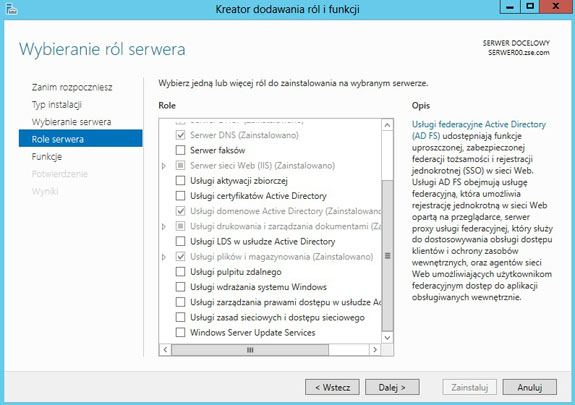 Kreator dodawania ról i funkcji
Wybieranie ról serwera
SERWER DOCELOWY
SERWER00.zse.com
Zanim rozpoczniesz
Typ instalacji
Wybieranie serwera
Role serwera
Funkcje
Potwierdzenie
Wyniki
Wybierz jedną lub więcej ról do zainstalowania na wybranym serwerze.
Role
Serwer DNS (Zainstalowano)
Serwer faksów
Serwer sieci Web (IIS) (Zainstalowano)
Usługi aktywacji zbiorczej
Usługi certyfikatów Active Directory
Usługi domenowe Active Directory (Zainstalowano
Usługi drukowania i zarządzania dokumentami (Za
Usługi LDS w usłudze Active Directory
Usługi plików i magazynowania (Zainstalowano)
Usługi pulpitu zdalnego
Usługi wdrażania systemu Windows
Usługi zarządzania prawami dostępu w usłudze Ac
Usługi zasad sieciowych i dostępu sieciowego
Windows Server Update Services
Opis
Usługi federacyjne Active Directory
(AD FS) udostępniają funkcje
uproszczonej, zabezpieczonej
federacji tożsamości i rejestracji
jednokrotnej (SSO) w sieci Web.
Usługi AD FS obejmują usługę
federacyjną, która umożliwia
rejestrację jednokrotną w sieci Web
opartą na przeglądarce, serwer
proxy usługi federacyjnej, który służy
do dostosowywania obsługi dostępu
klientów i ochrony zasobów
wewnętrznych, oraz agentów sieci
Web umożliwiających użytkownikom
federacyjnym dostęp do aplikacji
obsługiwanych wewnętrznie.
< Wstecz
Dalej >
Zainstaluj
Anuluj